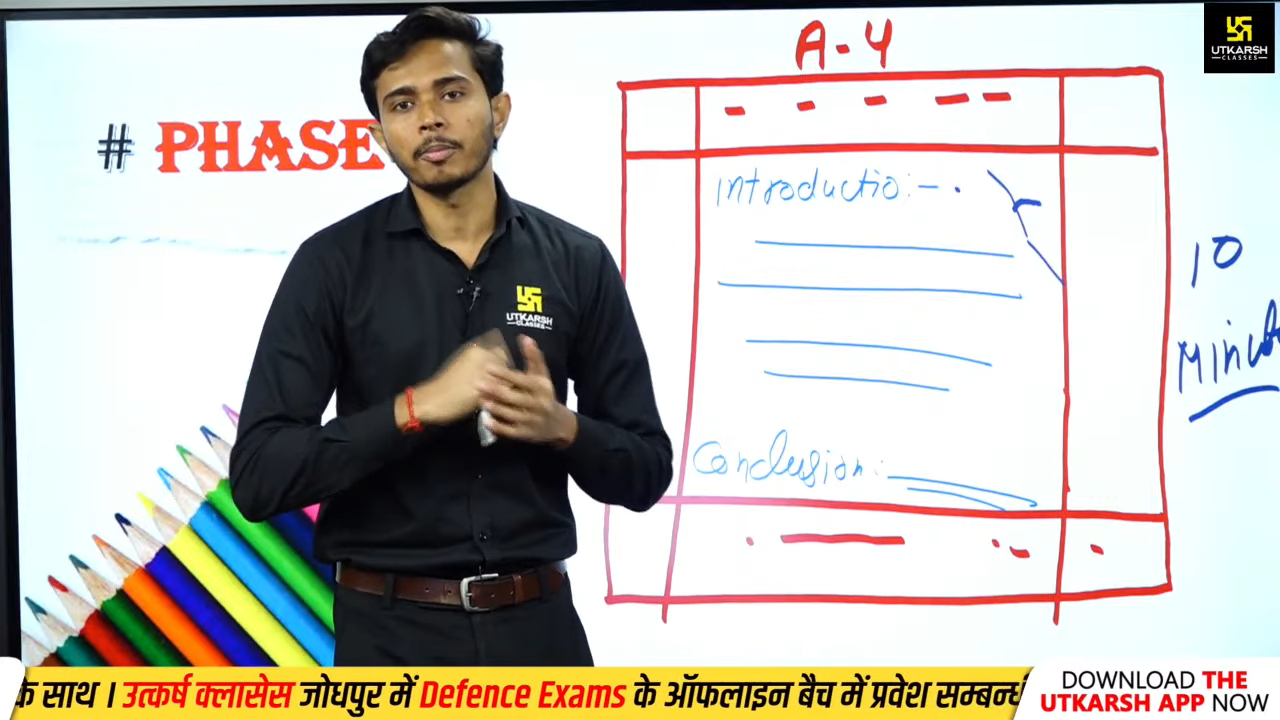 A-4
UTKARSH
CLASSES
# PHASE
Introductio:-
10
UTKARSH
CLASSES
Conclusion:
के साथ । उत्कर्ष क्लासेस जोधपुर में Defence Exams के ऑफलाइन बैच में प्रवेश सम्बन्धी
DOWNLOAD THE
UTKARSH APP NOW